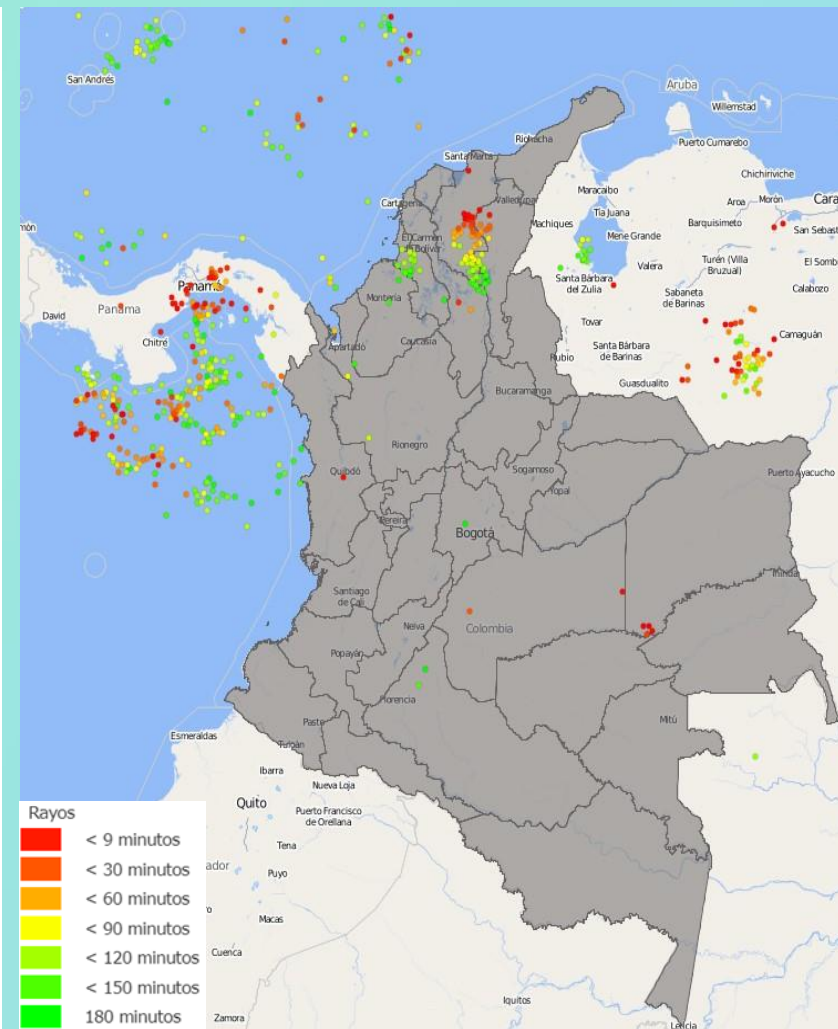 San Andrés
Aruba
Willemstad
Riohacha
Puerto Cumarebo
Santa Marta
Chichiriviche
Maracaibo
Valledupar
Aroa
Morón
Cara
Cartagena
Tía Juana
Machiques
Barquisimeto
San Sebast
món
Mene Grande
El Carmen
de Bolívar
Turén (Villa
Bruzual)
El Somb
Valera
Panamá
Santa Bárbara
del Zulia
Sabaneta
de Barinas
Calabozo
Montería
David
Panama
Tovar
Camaguán
Chitré
Apartadó
Caucasia
Rubio
Santa Bárbara
de Barinas
Guasdualito
Bucaramanga
Rionegro
Quibdó
Sogamoso
Puerto Ayacucho
Yopal
Pereira
Bogotá
Inírida
Santiago
de Cali
Neiva
Colombia
Popayán
Florencia
Mitú
Pasto
Esmeraldas
Tulcán
Ibarra
Nueva Loja
Quito
Puerto Francisco
de Orellana
Tena
ador
Puyo
Macas
Cuenca
Iquitos
Zamora
Leticia
Rayos
< 9 minutos
< 30 minutos
< 60 minutos
< 90 minutos
< 120 minutos
< 150 minutos
180 minutos